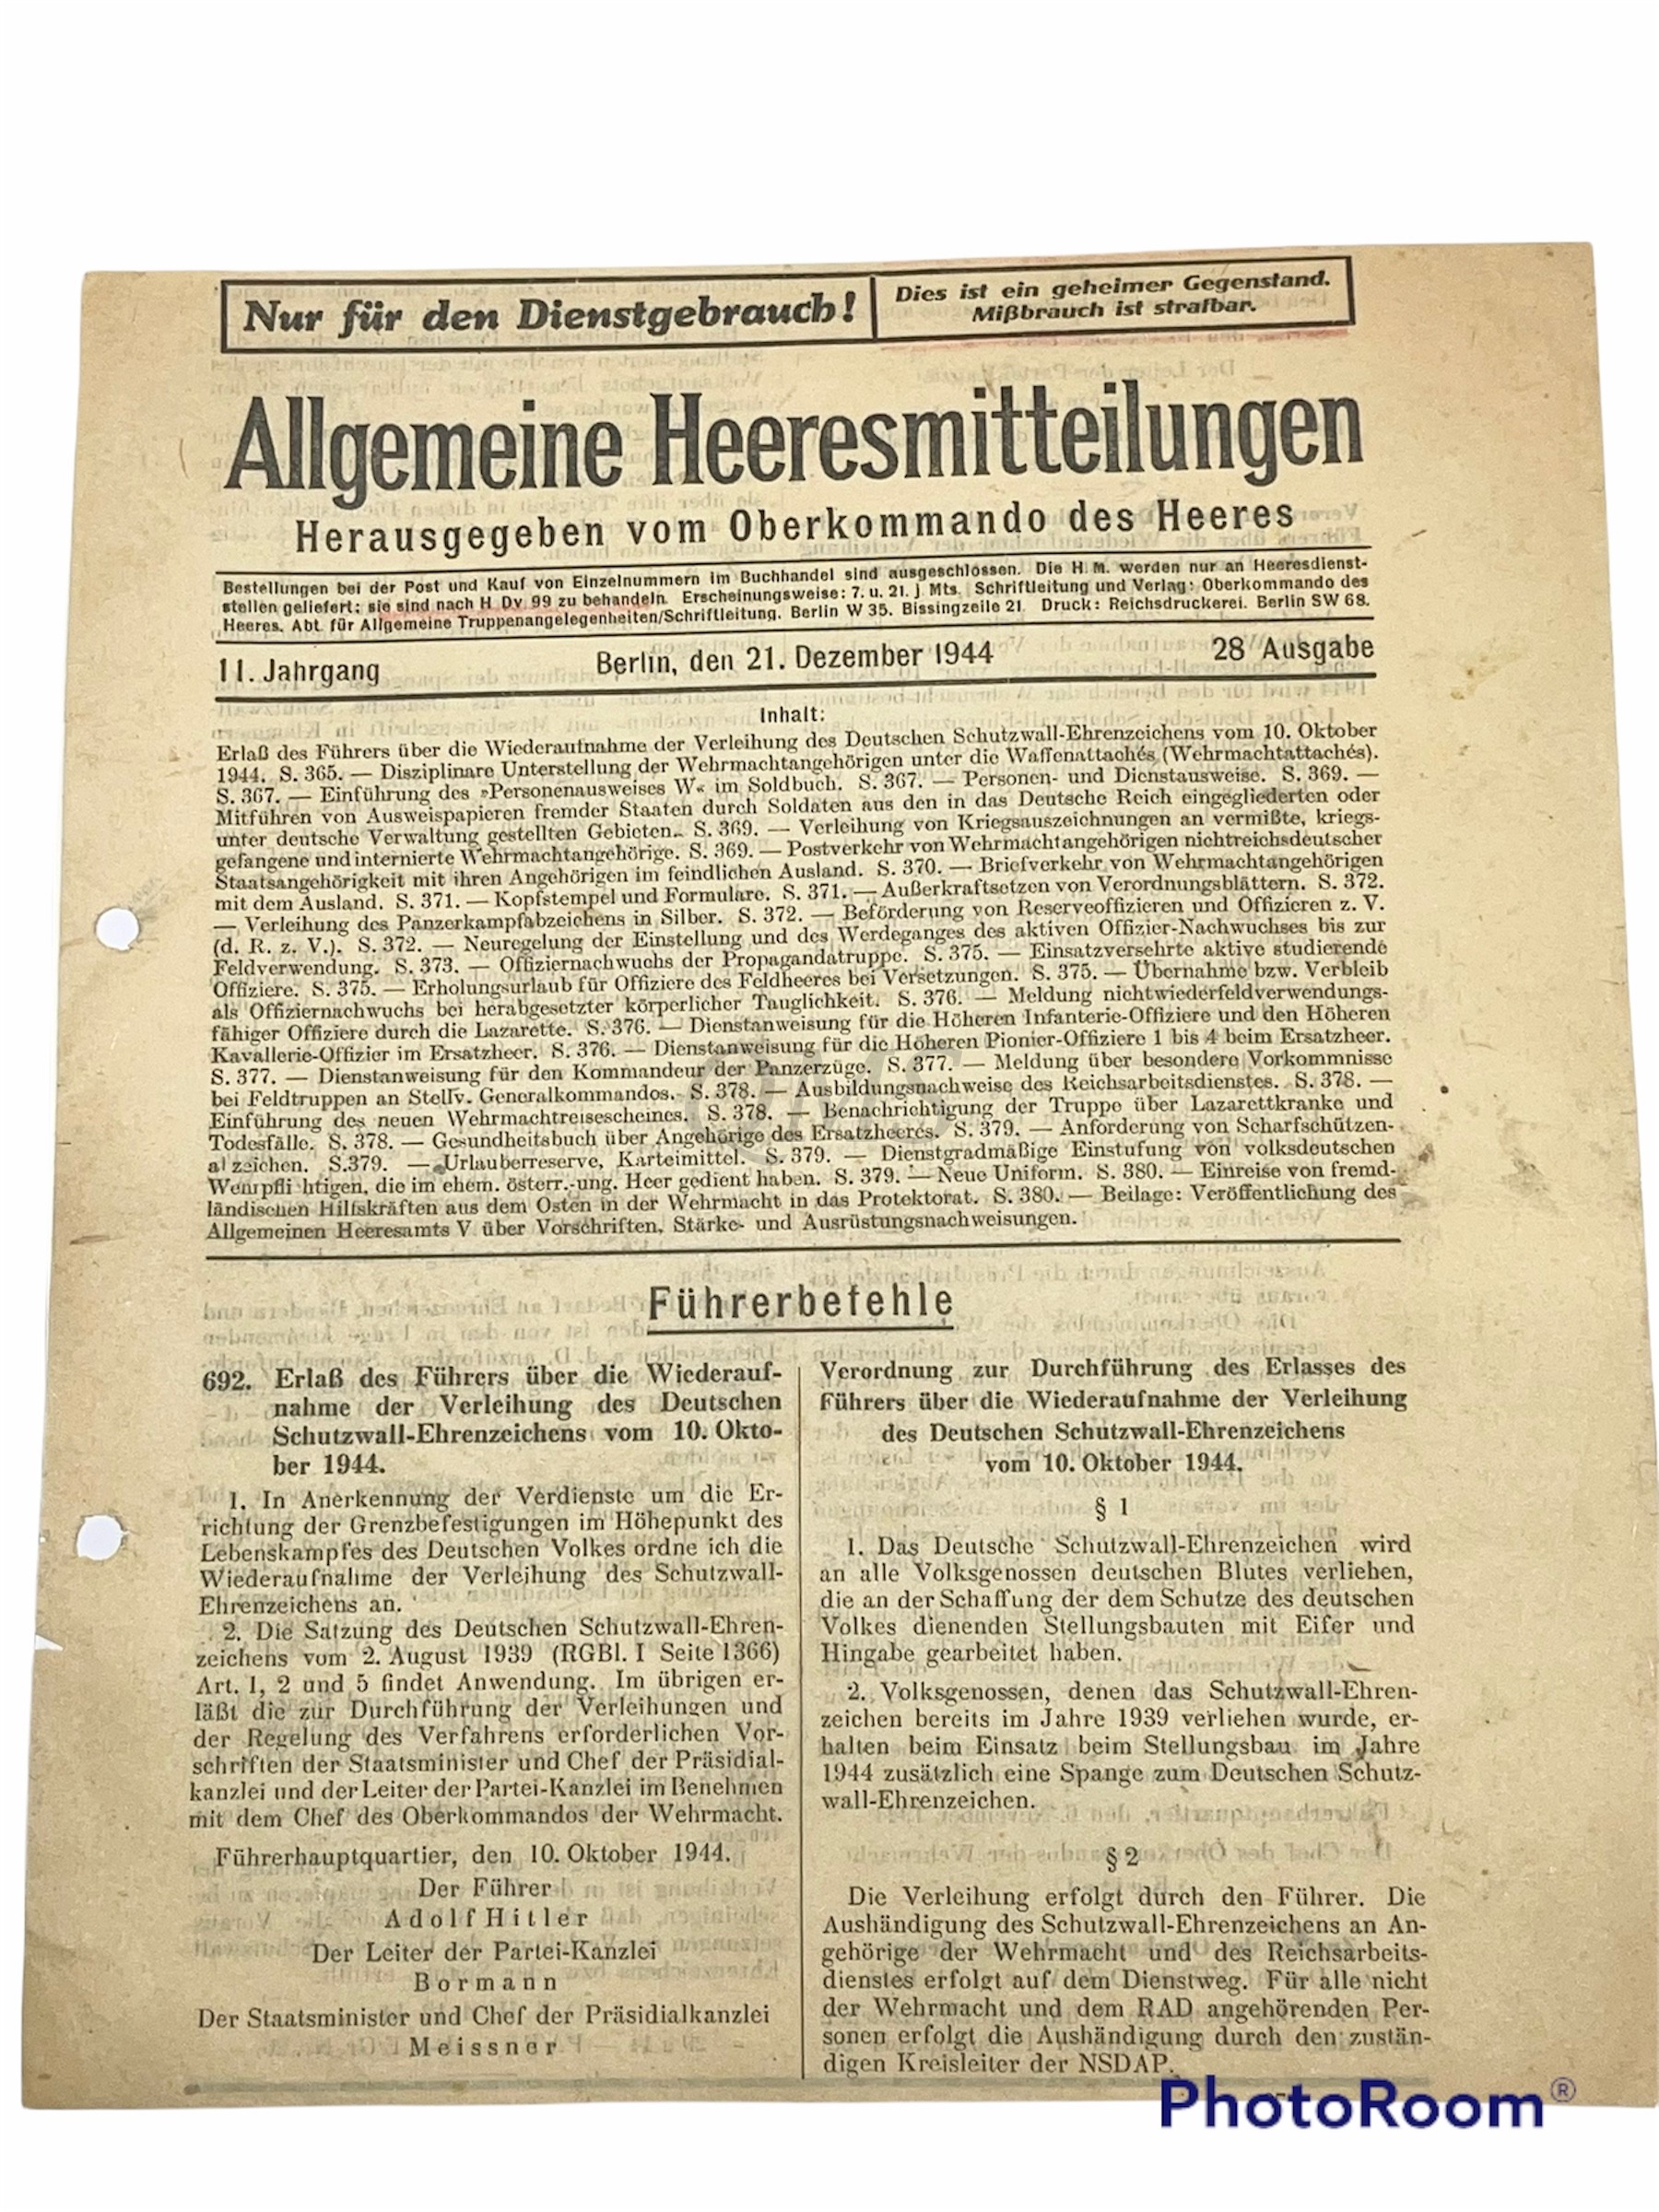 Nur für den Dienstgebrauch!
Dies ist ein geheimer Gegenstand.
Mißbrauch ist strafbar.
Allgemeine Heeresmitteilungen
Herausgegeben vom Oberkommando des Heeres
Bestellungen bei der Post und Kauf von Einzelnummern im Buchhandel sind ausgeschlossen. Die H. M. werden nur an Heeresdienst-
stellen geliefert; sie sind nach H. Dv. 99 zu behandeln. Erscheinungsweise: 7. u. 21. j. Mts. Schriftleitung und Verlag: Oberkommando des
Heeres, Abt. für Allgemeine Truppenangelegenheiten/Schriftleitung, Berlin W 35, Bissingzeile 21. Druck: Reichsdruckerei, Berlin SW 68.
11. Jahrgang
Berlin, den 21. Dezember 1944
28 Ausgabe
Inhalt:
Erlaß des Führers über die Wiederaufnahme der Verleihung des Deutschen Schutzwall-Ehrenzeichens vom 10. Oktober
1944. S. 365. — Disziplinare Unterstellung der Wehrmachtangehörigen unter die Waffenattachés (Wehrmachtattachés).
S. 367. — Einführung des »Personenausweises W« im Soldbuch. S. 367. — Personen- und Dienstausweise. S. 369. —
Mitführen von Ausweispapieren fremder Staaten durch Soldaten aus den in das Deutsche Reich eingegliederten oder
unter deutsche Verwaltung gestellten Gebieten. S. 369. — Verleihung von Kriegsauszeichnungen an vermißte, kriegs-
gefangene und internierte Wehrmachtangehörige. S. 369. — Postverkehr von Wehrmachtangehörigen nichtreichsdeutscher
Staatsangehörigkeit mit ihren Angehörigen im feindlichen Ausland. S. 370. — Briefverkehr von Wehrmachtangehörigen
mit dem Ausland. S. 371. — Kopfstempel und Formulare. S. 371. — Außerkraftsetzen von Verordnungsblättern. S. 372.
— Verleihung des Panzerkampfabzeichens in Silber. S. 372. — Beförderung von Reserveoffizieren und Offizieren z. V.
(d. R. z. V.). S. 372. — Neuregelung der Einstellung und des Werdeganges des aktiven Offizier-Nachwuchses bis zur
Feldverwendung. S. 373. — Offiziernachwuchs der Propagandatruppe. S. 375. — Einsatzversehrte aktive studierende
Offiziere. S. 375. — Erholungsurlaub für Offiziere des Feldheeres bei Versetzungen. S. 375. — Übernahme bzw. Verbleib
als Offiziernachwuchs bei herabgesetzter körperlicher Tauglichkeit. S. 376. — Meldung nichtwiederfeldverwendungs-
fähiger Offiziere durch die Lazarette. S. 376. — Dienstanweisung für die Höheren Infanterie-Offiziere und den Höheren
Kavallerie-Offizier im Ersatzheer. S. 376. — Dienstanweisung für die Höheren Pionier-Offiziere 1 bis 4 beim Ersatzheer.
S. 377. — Dienstanweisung für den Kommandeur der Panzerzüge. S. 377. — Meldung über besondere Vorkommnisse
bei Feldtruppen an Stellv. Generalkommandos. S. 378. — Ausbildungsnachweise des Reichsarbeitsdienstes. S. 378. —
Einführung des neuen Wehrmachtreisescheines. S. 378. — Benachrichtigung der Truppe über Lazarettkranke und
Todesfälle. S. 378. — Gesundheitsbuch über Angehörige des Ersatzheeres. S. 379. — Anforderung von Scharfschützen-
abzeichen. S.379. — Urlauberreserve, Karteimittel. S. 379. — Dienstgradmäßige Einstufung von volksdeutschen
Wehrpflichtigen, die im ehem. österr.-ung. Heer gedient haben. S. 379. — Neue Uniform. S. 380. — Einreise von fremd-
ländischen Hilfskräften aus dem Osten in der Wehrmacht in das Protektorat. S. 380. — Beilage: Veröffentlichung des
Allgemeinen Heeresamts V über Vorschriften, Stärke- und Ausrüstungsnachweisungen.
Führerbefehle
692. Erlaß des Führers über die Wiederauf-
nahme der Verleihung des Deutschen
Schutzwall-Ehrenzeichens vom 10. Okto-
ber 1944.
1. In Anerkennung der Verdienste um die Er-
richtung der Grenzbefestigungen im Höhepunkt des
Lebenskampfes des Deutschen Volkes ordne ich die
Wiederaufnahme der Verleihung des Schutzwall-
Ehrenzeichens an.
2. Die Satzung des Deutschen Schutzwall-Ehren-
zeichens vom 2. August 1939 (RGBl. I Seite 1366)
Art. 1, 2 und 5 findet Anwendung. Im übrigen er-
läßt die zur Durchführung der Verleihungen und
der Regelung des Verfahrens erforderlichen Vor-
schriften der Staatsminister und Chef der Präsidial-
kanzlei und der Leiter der Partei-Kanzlei im Benehmen
mit dem Chef des Oberkommandos der Wehrmacht.
Führerhauptquartier, den 10. Oktober 1944.
Der Führer
Adolf Hitler
Der Leiter der Partei-Kanzlei
Bormann
Der Staatsminister und Chef der Präsidialkanzlei
Meissner
Verordnung zur Durchführung des Erlasses des
Führers über die Wiederaufnahme der Verleihung
des Deutschen Schutzwall-Ehrenzeichens
vom 10. Oktober 1944.
§ 1
1. Das Deutsche Schutzwall-Ehrenzeichen wird
an alle Volksgenossen deutschen Blutes verliehen,
die an der Schaffung der dem Schutze des deutschen
Volkes dienenden Stellungsbauten mit Eifer und
Hingabe gearbeitet haben.
2. Volksgenossen, denen das Schutzwall-Ehren-
zeichen bereits im Jahre 1939 verliehen wurde, er-
halten beim Einsatz beim Stellungsbau im Jahre
1944 zusätzlich eine Spange zum Deutschen Schutz-
wall-Ehrenzeichen.
§ 2
Die Verleihung erfolgt durch den Führer. Die
Aushändigung des Schutzwall-Ehrenzeichens an An-
gehörige der Wehrmacht und des Reichsarbeits-
dienstes erfolgt auf dem Dienstweg. Für alle nicht
der Wehrmacht und dem RAD angehörenden Per-
sonen erfolgt die Aushändigung durch den zustän-
digen Kreisleiter der NSDAP.
PhotoRoom®